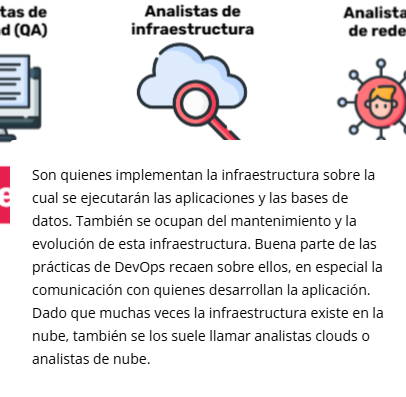 tas de
d (QA)
Analistas de
infraestructura
Analista
de rede
e
Son quienes implementan la infraestructura sobre la
cual se ejecutarán las aplicaciones y las bases de
datos. También se ocupan del mantenimiento y la
evolución de esta infraestructura. Buena parte de las
prácticas de DevOps recaen sobre ellos, en especial la
comunicación con quienes desarrollan la aplicación.
Dado que muchas veces la infraestructura existe en la
nube, también se los suele llamar analistas clouds o
analistas de nube.